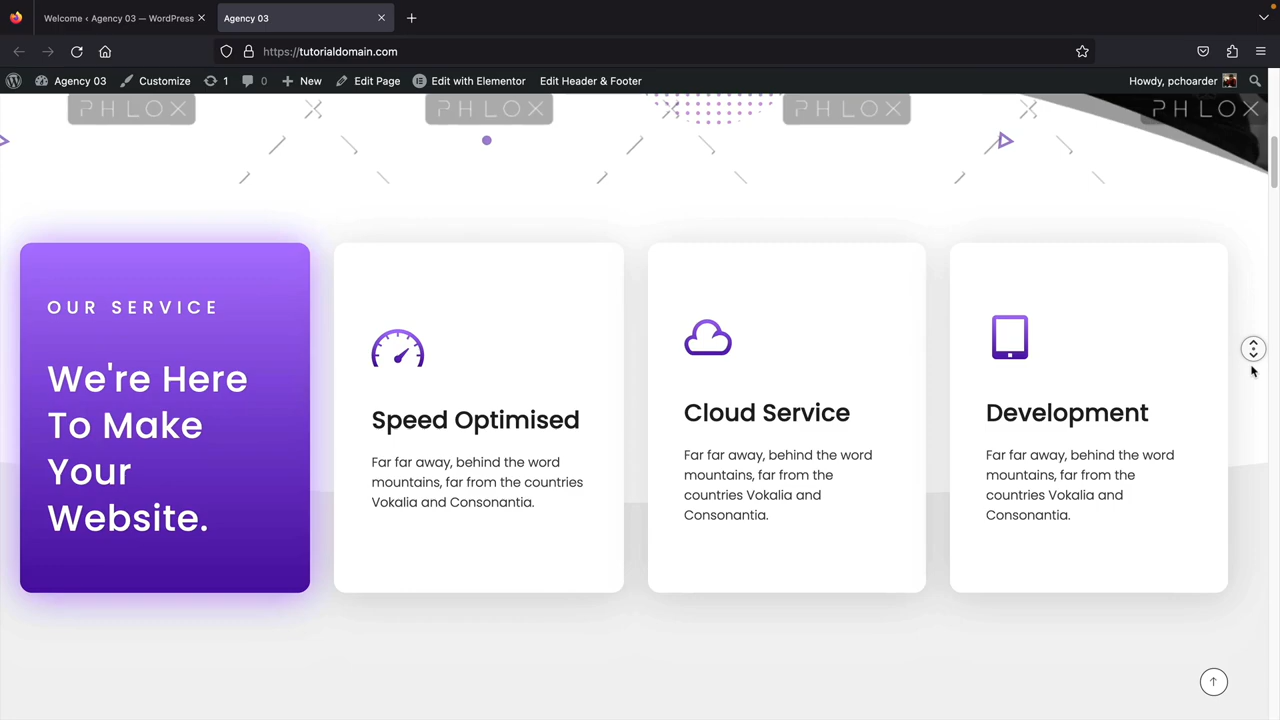 Welcome ‹ Agency 03 — WordPress
Agency 03
https://tutorialdomain.com
Agency 03
Customize
1
0
New
Edit Page
Edit with Elementor
Edit Header & Footer
Howdy, pchoarder
PHLOX
PHLOX
PHLOX
PHLOX
OUR SERVICE
We're Here
To Make
Your
Website.
Speed Optimised
Far far away, behind the word
mountains, far from the countries
Vokalia and Consonantia.
Cloud Service
Far far away, behind the word
mountains, far from the
countries Vokalia and
Consonantia.
Development
Far far away, behind the word
mountains, far from the
countries Vokalia and
Consonantia.